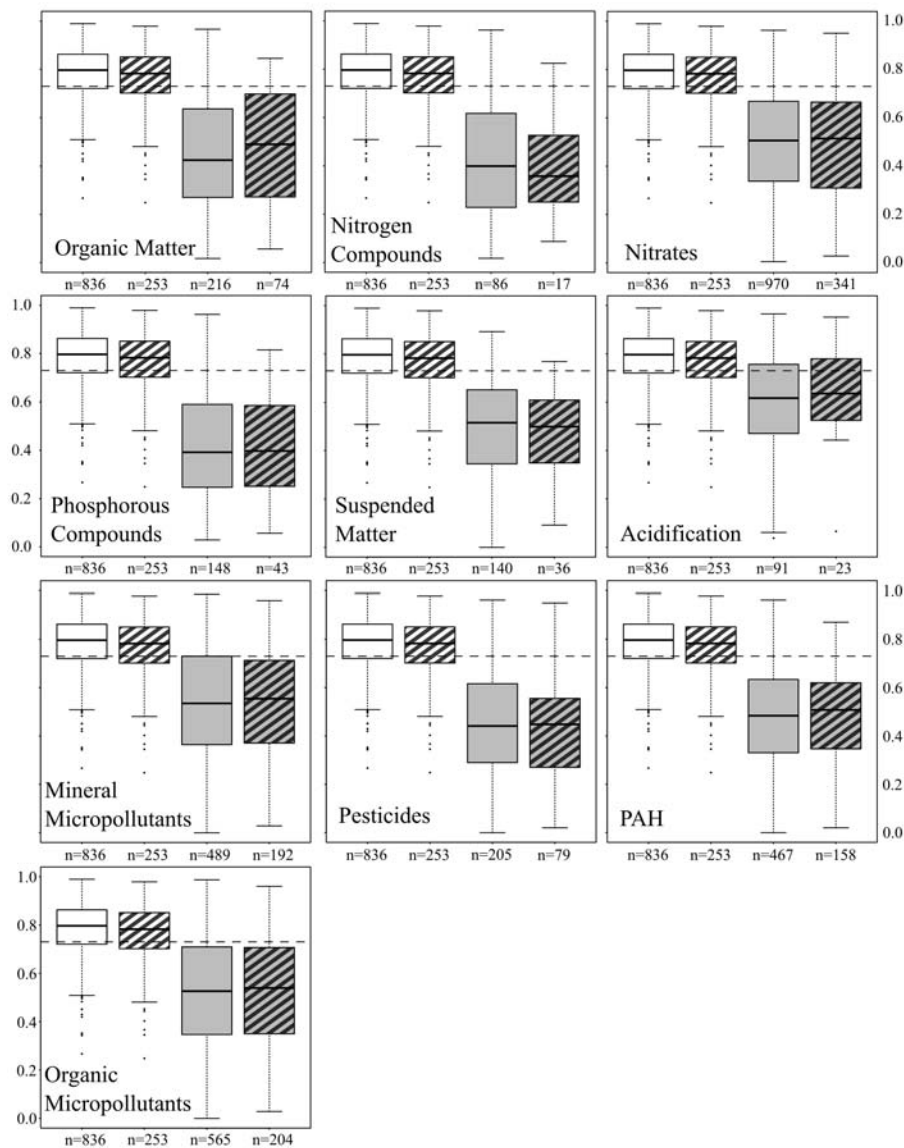 1.0
0.8
0.6
0.4
0.2
0.0
Organic Matter
Nitrogen
Compounds
Nitrates
n=836 n=253 n=216 n=74
n=836 n=253 n=86 n=17
n=836 n=253 n=970 n=341
1.0
0.8
0.6
0.4
0.2
0.0
Phosphorous
Compounds
Suspended
Matter
Acidification
n=836 n=253 n=148 n=43
n=836 n=253 n=140 n=36
n=836 n=253 n=91 n=23
1.0
0.8
0.6
0.4
0.2
0.0
Mineral
Micropollutants
Pesticides
PAH
n=836 n=253 n=489 n=192
n=836 n=253 n=205 n=79
n=836 n=253 n=467 n=158
1.0
0.8
0.6
0.4
0.2
0.0
Organic
Micropollutants
n=836 n=253 n=565 n=204